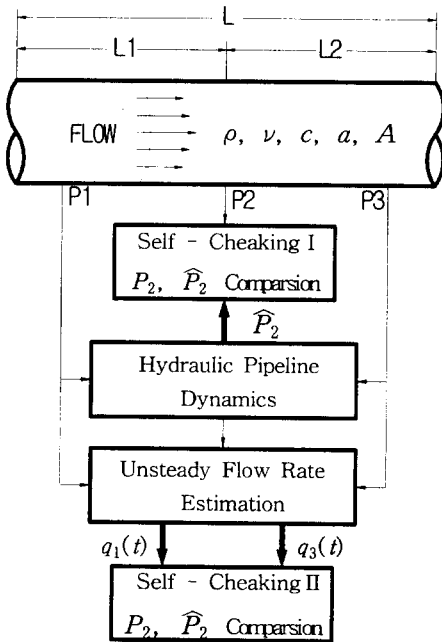 L
L1 L2
FLOW ρ, ν, c, a, A
P1 P2 P3
Self - Cheaking I
P₂, P̂₂ Comparsion
P̂₂
Hydraulic Pipeline
Dynamics
Unsteady Flow Rate
Estimation
q₁(t) q₃(t)
Self - Cheaking II
P₂, P̂₂ Comparsion